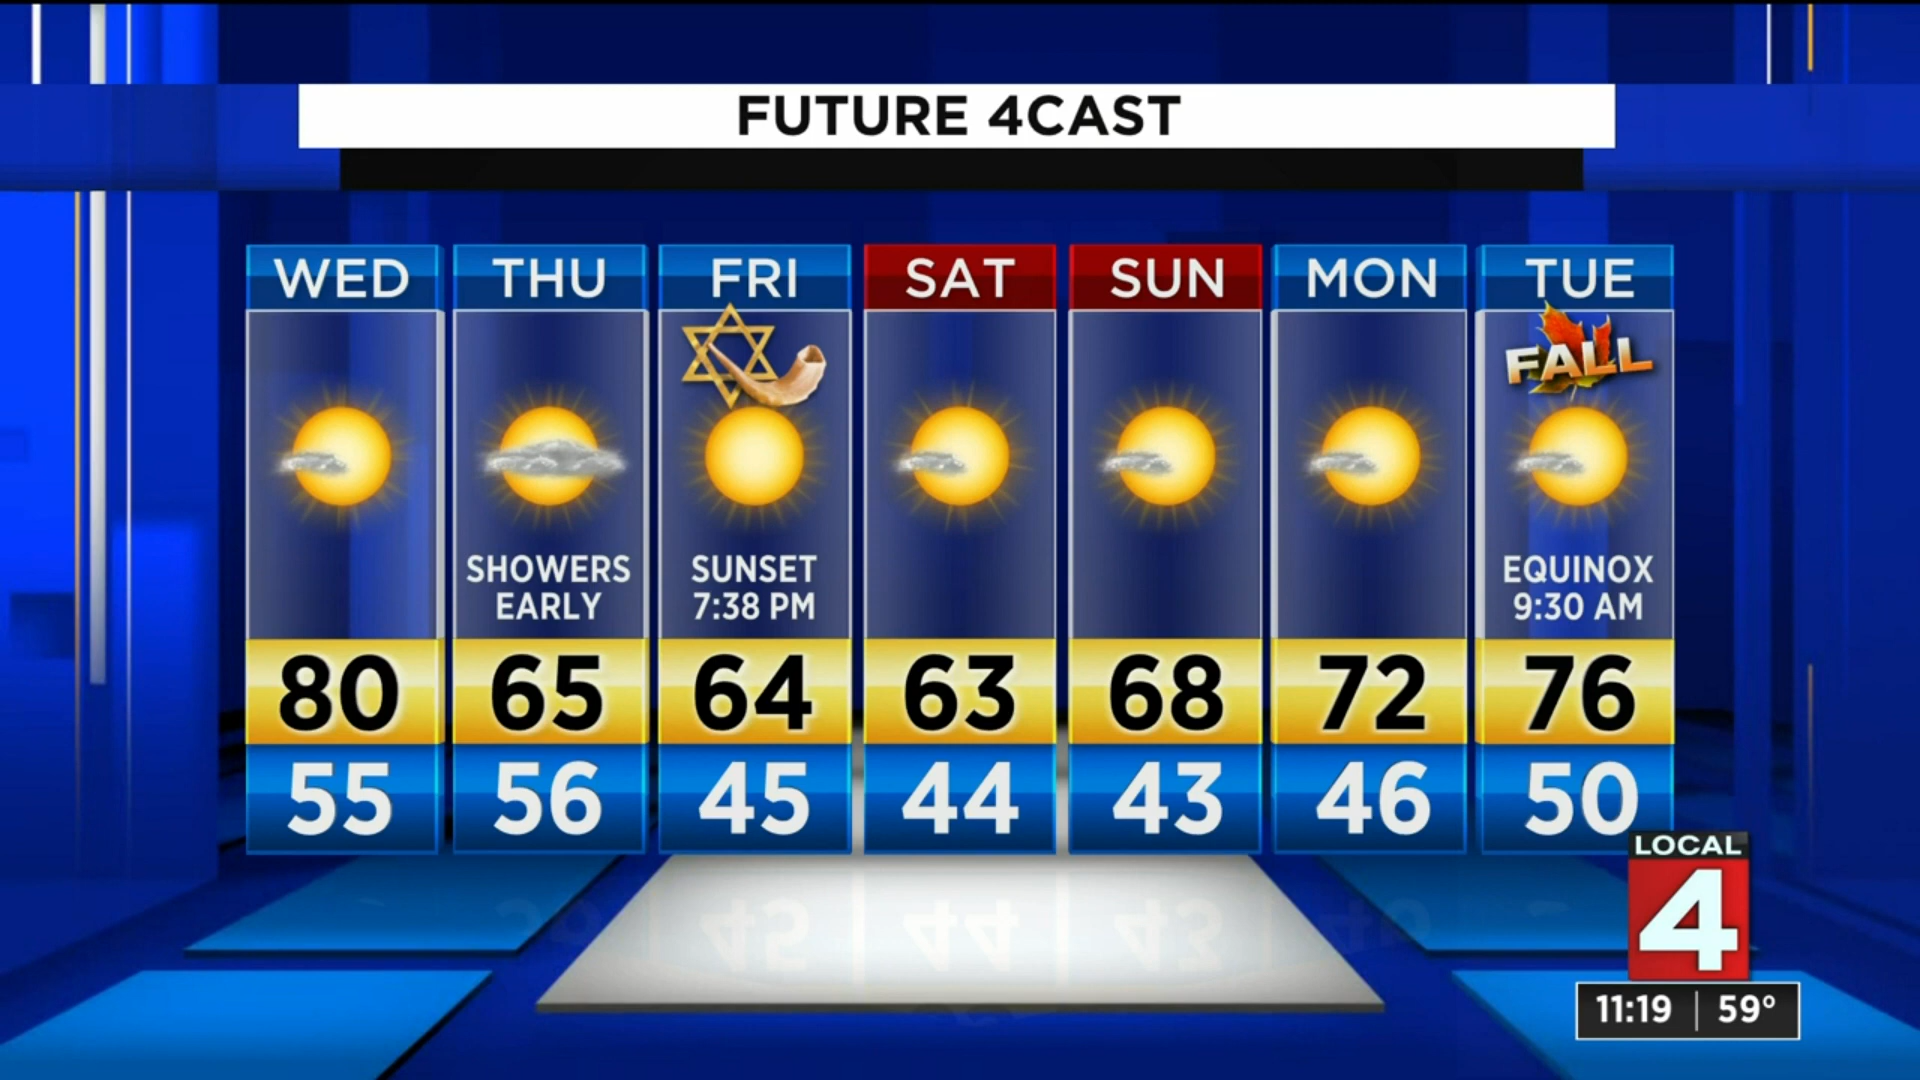 FUTURE 4CAST
WED THU FRI SAT SUN MON TUE
FALL
SHOWERS EARLY
SUNSET 7:38 PM
EQUINOX 9:30 AM
80 65 64 63 68 72 76
55 56 45 44 43 46 50
LOCAL
4
11:19 59°